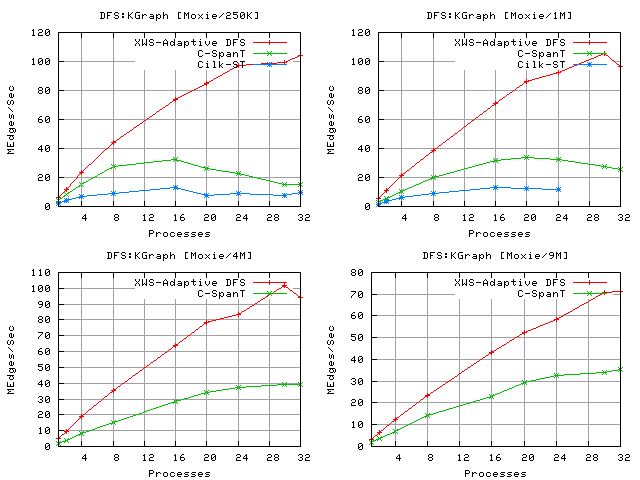 DFS:KGraph [Moxie/250K]
120
100
80
60
40
20
0
MEdges/Sec
XWS-Adaptive DFS
C-SpanT
Cilk-ST
4 8 12 16 20 24 28 32
Processes
DFS:KGraph [Moxie/1M]
120
100
80
60
40
20
0
MEdges/Sec
XWS-Adaptive DFS
C-SpanT
Cilk-ST
4 8 12 16 20 24 28 32
Processes
DFS:KGraph [Moxie/4M]
110
100
90
80
70
60
50
40
30
20
10
0
MEdges/Sec
XWS-Adaptive DFS
C-SpanT
4 8 12 16 20 24 28 32
Processes
DFS:KGraph [Moxie/9M]
80
70
60
50
40
30
20
10
0
MEdges/Sec
XWS-Adaptive DFS
C-SpanT
4 8 12 16 20 24 28 32
Processes